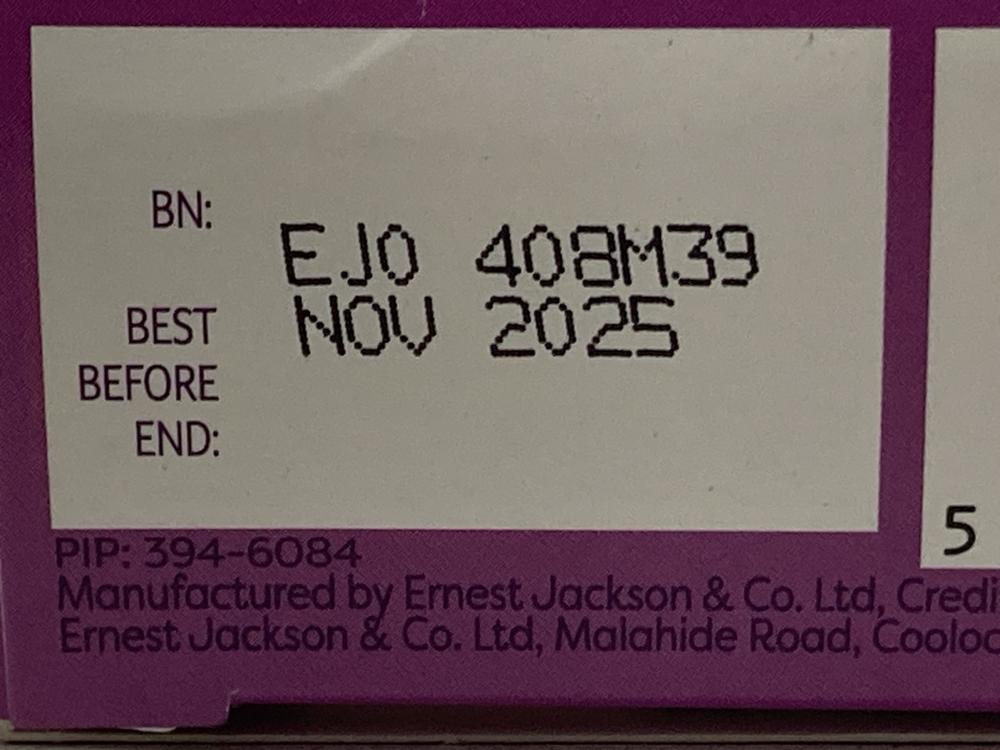 BN:
EJO 408M39
BEST
NOV 2025
BEFORE
END:
5
PIP: 394-6084
Manufactured by Ernest Jackson & Co. Ltd,
Ernest Jackson & Co. Ltd, Malahide Road,